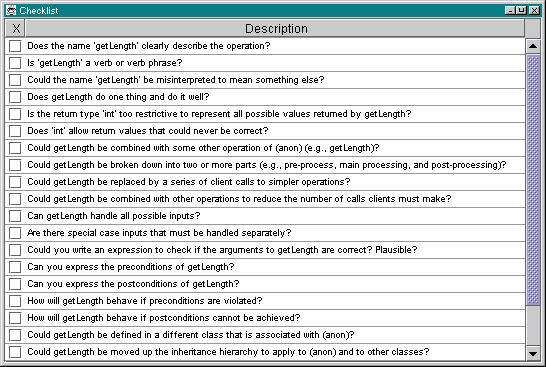 Checklist
X Description
Does the name 'getLength' clearly describe the operation?
Is 'getLength' a verb or verb phrase?
Could the name 'getLength' be misinterpreted to mean something else?
Does getLength do one thing and do it well?
Is the return type 'int' too restrictive to represent all possible values returned by getLength?
Does 'int' allow return values that could never be correct?
Could getLength be combined with some other operation of (anon) (e.g., getLength)?
Could getLength be broken down into two or more parts (e.g., pre-process, main processing, and post-processing)?
Could getLength be replaced by a series of client calls to simpler operations?
Could getLength be combined with other operations to reduce the number of calls clients must make?
Can getLength handle all possible inputs?
Are there special case inputs that must be handled separately?
Could you write an expression to check if the arguments to getLength are correct? Plausible?
Can you express the preconditions of getLength?
Can you express the postconditions of getLength?
How will getLength behave if preconditions are violated?
How will getLength behave if postconditions cannot be achieved?
Could getLength be defined in a different class that is associated with (anon)?
Could getLength be moved up the inheritance hierarchy to apply to (anon) and to other classes?